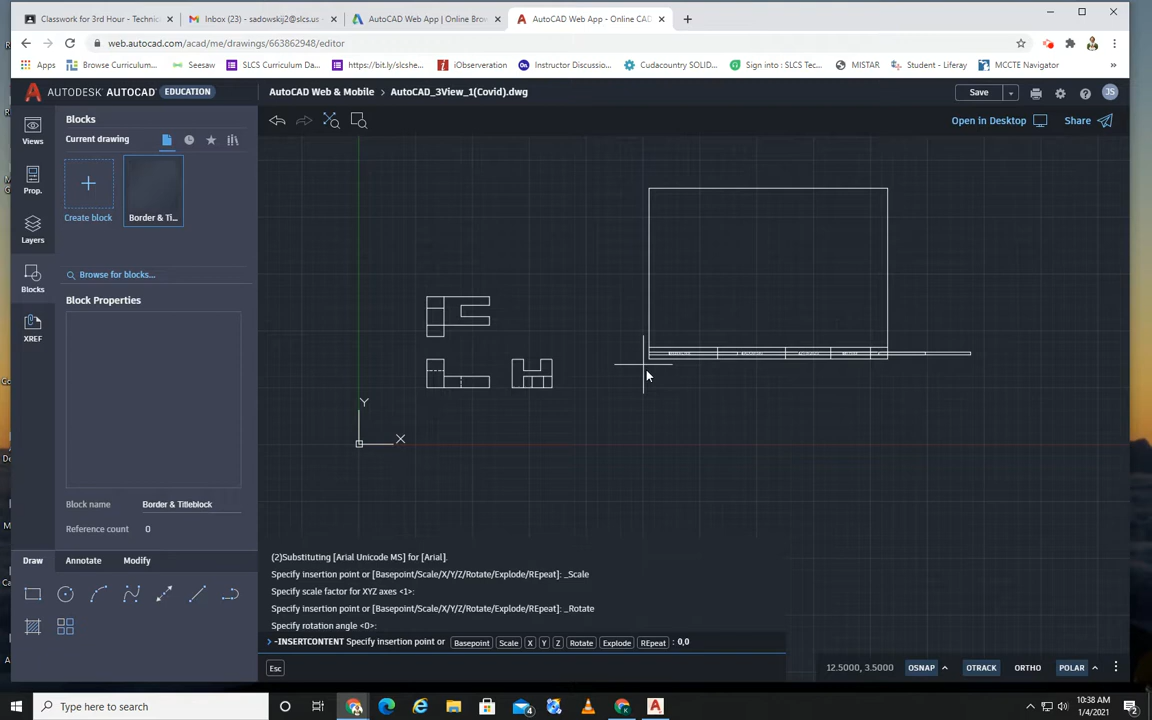 Classwork for 3rd Hour - Technic
Inbox (23) - sadowskij2@slcs.us -
AutoCAD Web App | Online Brow
AutoCAD Web App - Online CAD
web.autocad.com/acad/me/drawings/663862948/editor
Apps
Browse Curriculum...
Seesaw
SLCS Curriculum Da...
https://bit.ly/slcshe...
iObservation
Instructor Discussio...
Cudacountry SOLID...
Sign into : SLCS Ty...
MISTAR
Student - Liferay
MCCTE Navigator
AUTODESK® AUTOCAD® EDUCATION
AutoCAD Web & Mobile > AutoCAD_3View_1(Covid).dwg
Save
JS
Blocks
Open in Desktop
Share
Views
Current drawing
Prop.
Create block
Border & Ti...
Layers
Browse for blocks...
Blocks
Block Properties
XREF
Y
X
Block name
Border & Titleblock
Reference count
0
Draw
Annotate
Modify
(2)Substituting [Arial Unicode MS] for [Arial].
Specify insertion point or [Basepoint/Scale/X/Y/Z/Rotate/Explode/REpeat]: _Scale
Specify scale factor for XYZ axes <1>:
Specify insertion point or [Basepoint/Scale/X/Y/Z/Rotate/Explode/REpeat]: _Rotate
Specify rotation angle <0>:
-INSERTCONTENT Specify insertion point or Basepoint Scale X Y Z Rotate Explode REpeat : 0,0
Esc
12.5000, 3.5000
OSNAP
OTRACK
ORTHO
POLAR
Type here to search
4
10:38 AM
1/4/2021
2